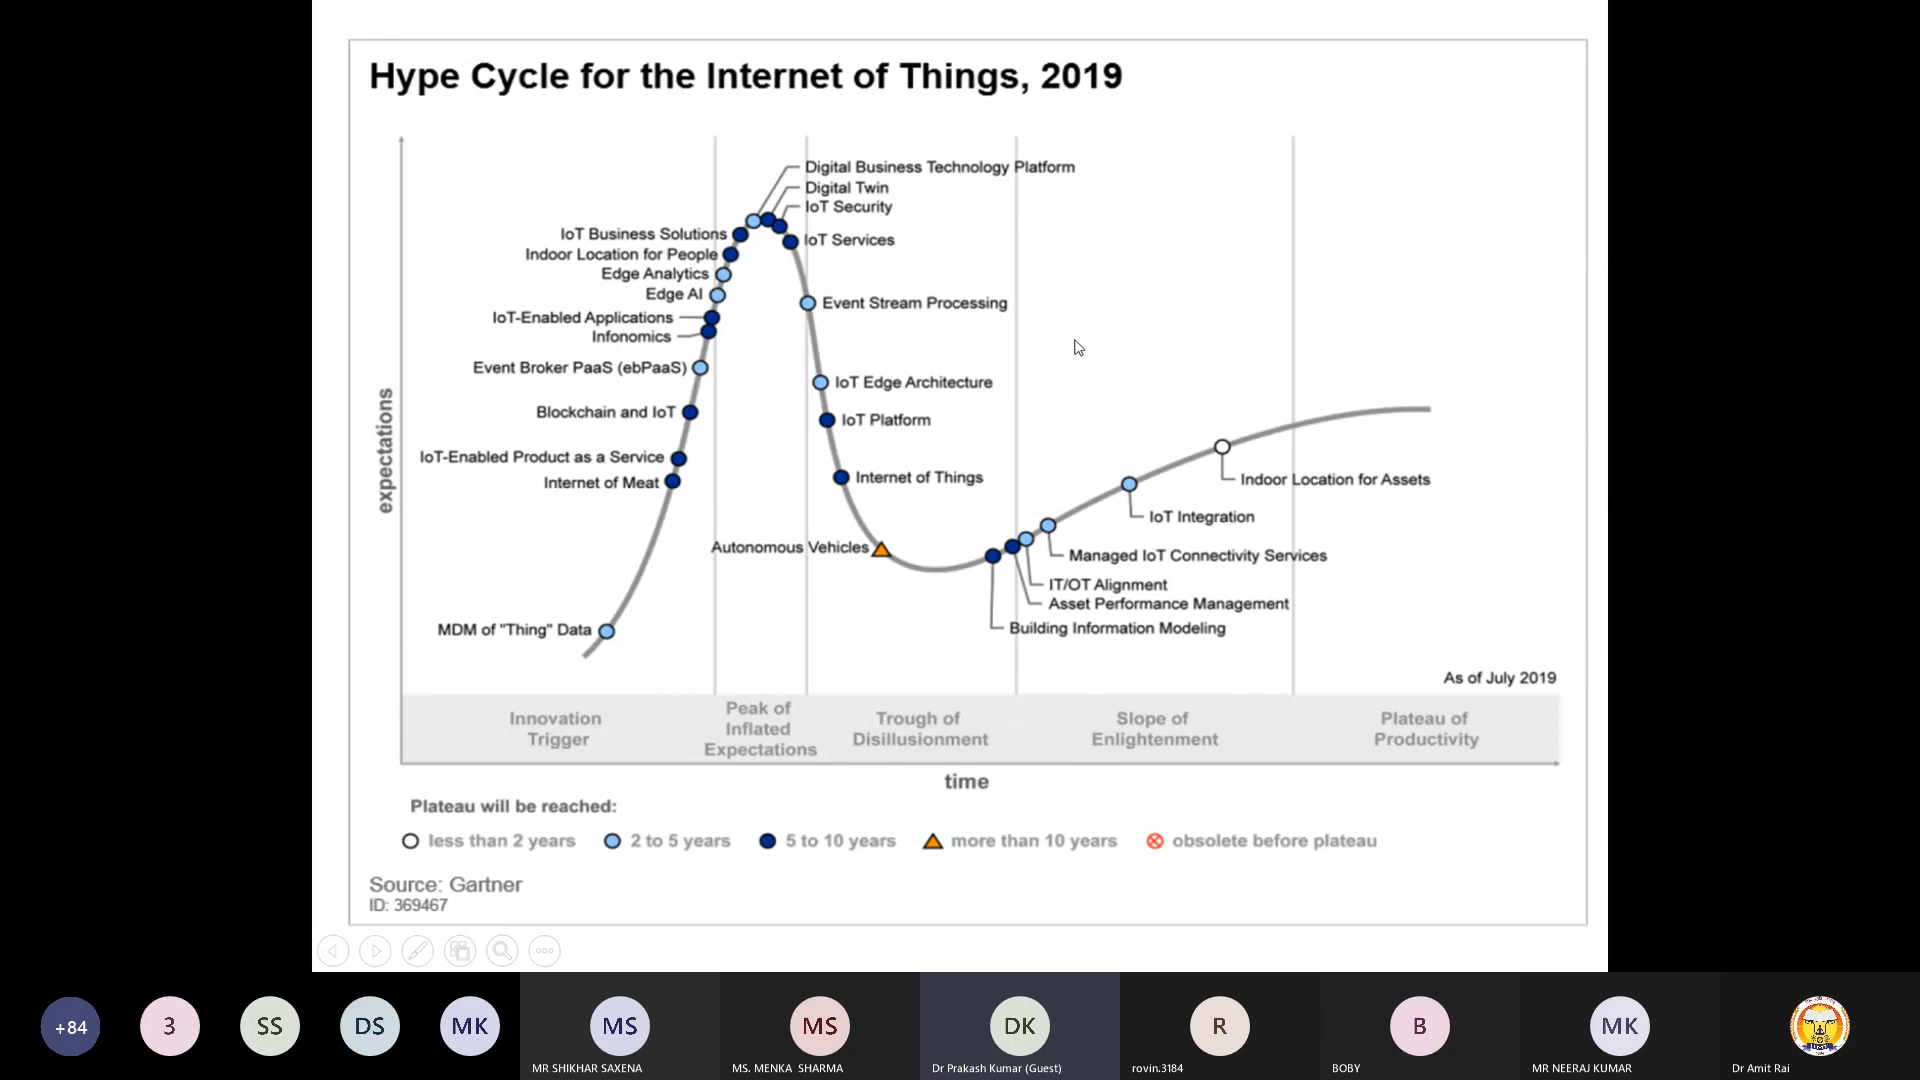 Hype Cycle for the Internet of Things, 2019
Digital Business Technology Platform
Digital Twin
IoT Security
IoT Services
IoT Business Solutions
Indoor Location for People
Edge Analytics
Edge AI
IoT-Enabled Applications
Infonomics
Event Broker PaaS (ebPaaS)
Blockchain and IoT
IoT-Enabled Product as a Service
Internet of Meat
MDM of "Thing" Data
Event Stream Processing
IoT Edge Architecture
IoT Platform
Internet of Things
Autonomous Vehicles
Indoor Location for Assets
IoT Integration
Managed IoT Connectivity Services
IT/OT Alignment
Asset Performance Management
Building Information Modeling
expectations
As of July 2019
Innovation
Trigger
Peak of
Inflated
Expectations
Trough of
Disillusionment
Slope of
Enlightenment
Plateau of
Productivity
time
Plateau will be reached:
less than 2 years
2 to 5 years
5 to 10 years
more than 10 years
obsolete before plateau
Source: Gartner
ID: 369467
+84
3
SS
DS
MK
MS
MS
DK
R
B
MK
MR SHIKHAR SAXENA
MS. MENKA SHARMA
Dr Prakash Kumar (Guest)
rovin.3184
BOBY
MR NEERAJ KUMAR
Dr Amit Rai